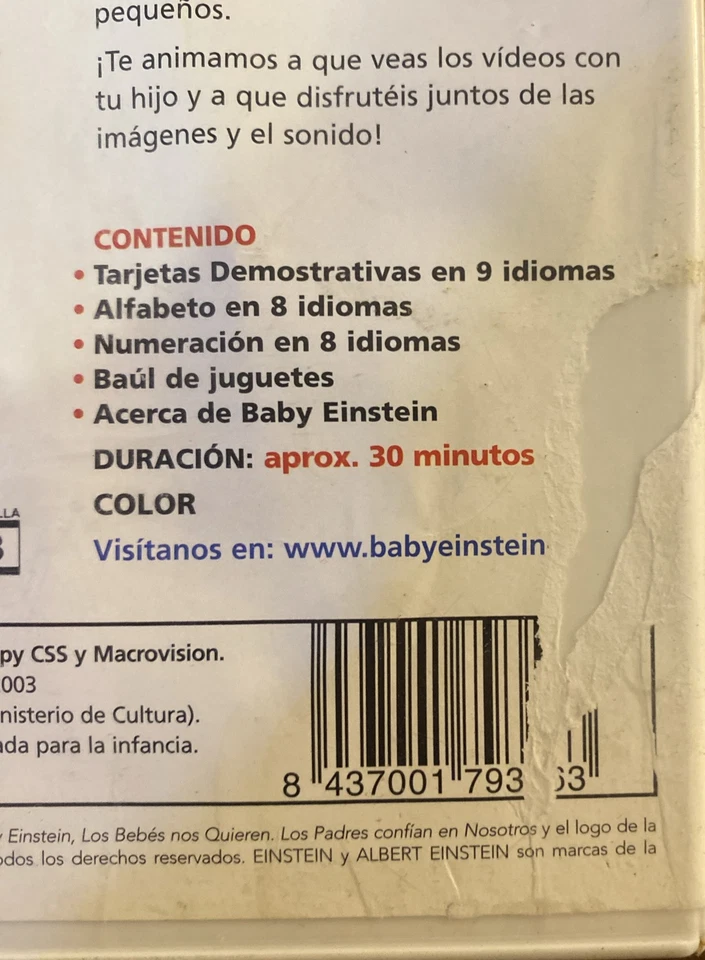 pequeños.
¡Te animamos a que veas los vídeos con
tu hijo y a que disfrutéis juntos de las
imágenes y el sonido!
CONTENIDO
• Tarjetas Demostrativas en 9 idiomas
• Alfabeto en 8 idiomas
• Numeración en 8 idiomas
• Baúl de juguetes
• Acerca de Baby Einstein
DURACIÓN: aprox. 30 minutos
COLOR
Visítanos en: www.babyeinstein
py CSS y Macrovision.
003
nisterio de Cultura).
da para la infancia.
8 437001 793 63
Einstein, Los Bebés nos Quieren. Los Padres confían en Nosotros y el logo de la
odos los derechos reservados. EINSTEIN y ALBERT EINSTEIN son marcas de la